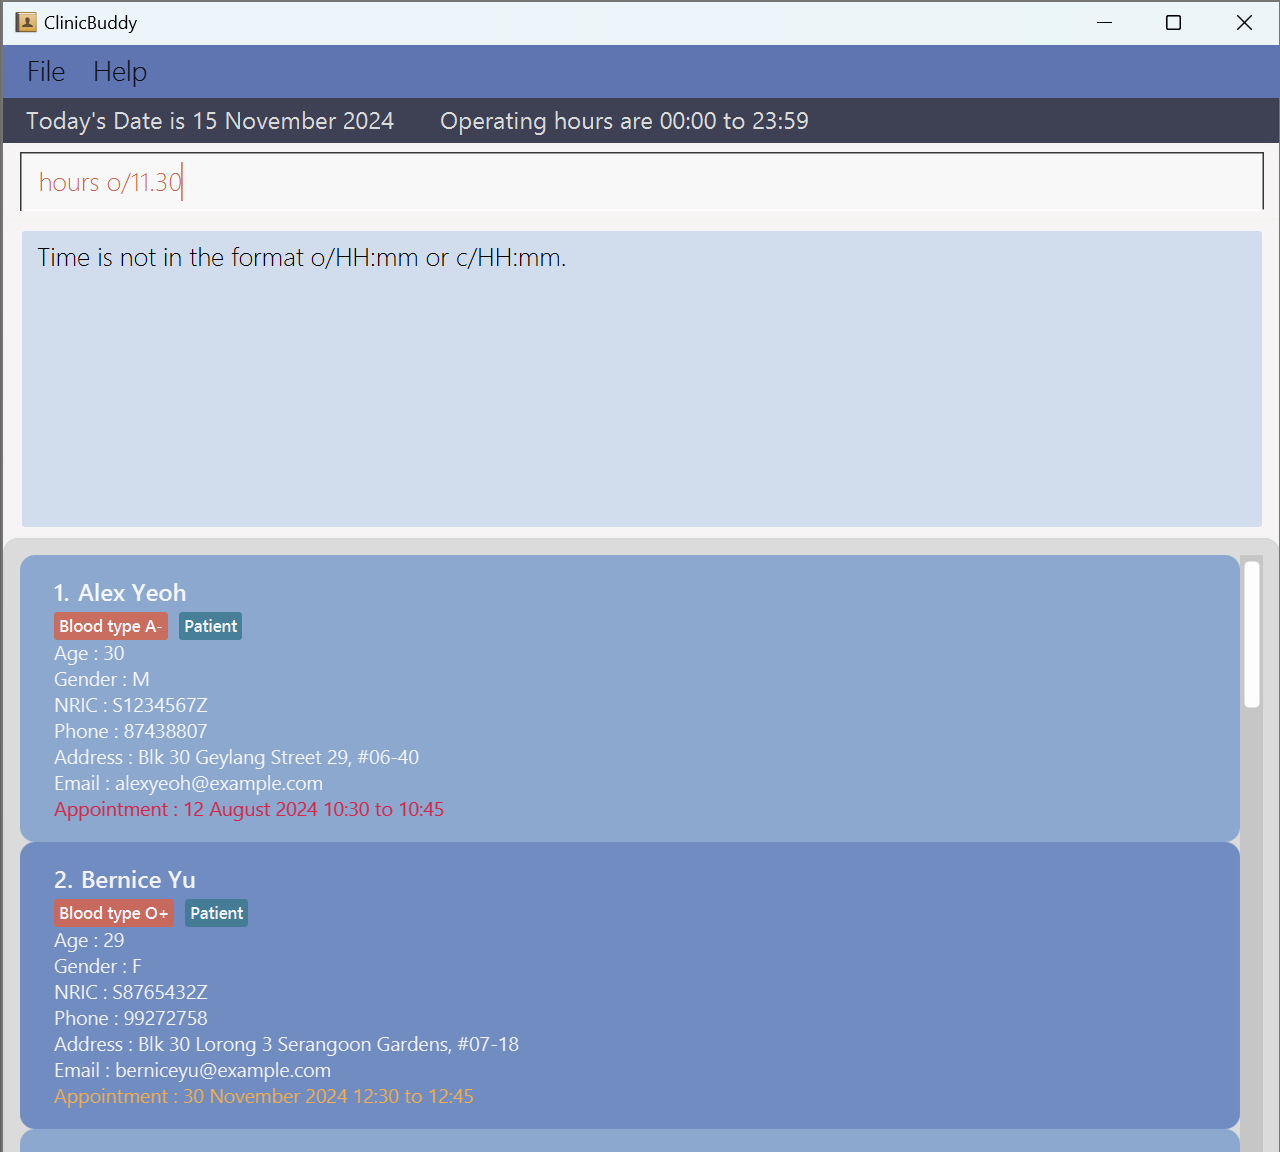 ClinicBuddy
File Help
Today's Date is 15 November 2024 Operating hours are 00:00 to 23:59
hours o/11.30
Time is not in the format o/HH:mm or c/HH:mm.
1. Alex Yeoh
Blood type A- Patient
Age : 30
Gender : M
NRIC : S1234567Z
Phone : 87438807
Address : Blk 30 Geylang Street 29, #06-40
Email : alexyeoh@example.com
Appointment : 12 August 2024 10:30 to 10:45
2. Bernice Yu
Blood type O+ Patient
Age : 29
Gender : F
NRIC : S8765432Z
Phone : 99272758
Address : Blk 30 Lorong 3 Serangoon Gardens, #07-18
Email : berniceyu@example.com
Appointment : 30 November 2024 12:30 to 12:45